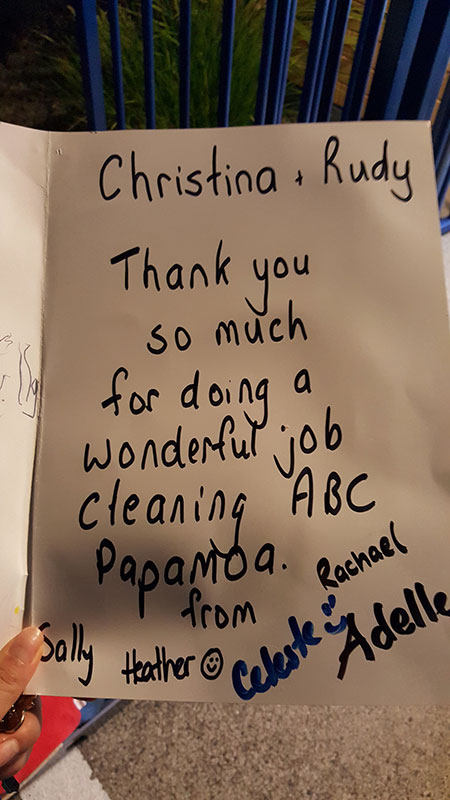 Christina + Rudy
Thank you
so much
for doing a
wonderful job
cleaning ABC
Papamoa.
from
Rachael
Sally Heather ☺ Celeste Adelle